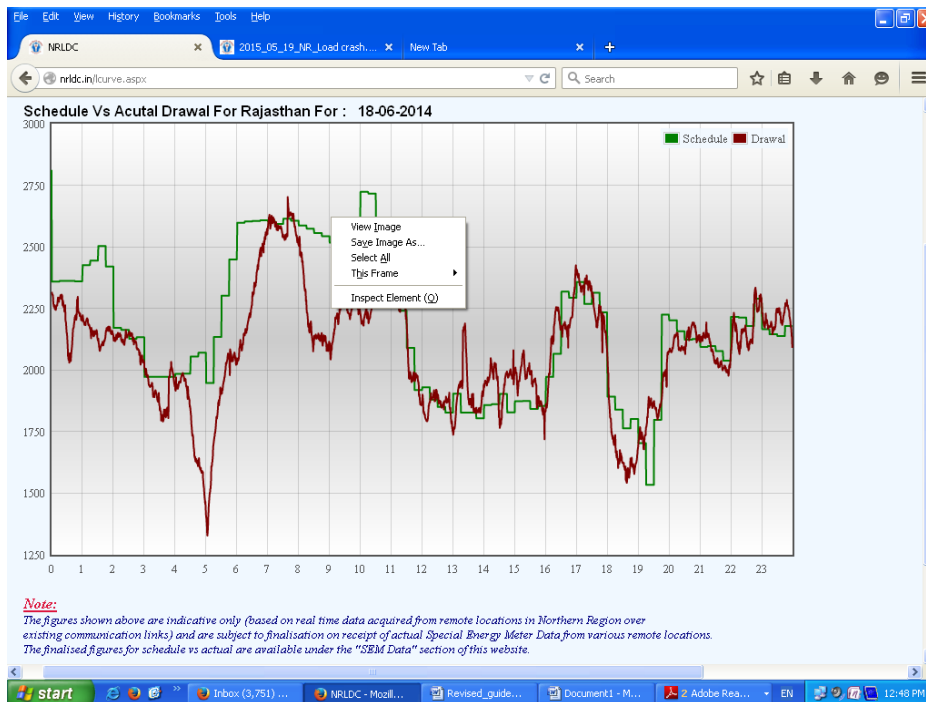 File Edit View History Bookmarks Tools Help
NRLDC
2015_05_19_NR_Load crash....
New Tab
nrldc.in/lcurve.aspx
Search
Schedule Vs Acutal Drawal For Rajasthan For : 18-06-2014
3000
Schedule Drawal
2750
2500
2250
2000
1750
1500
1250
View Image
Save Image As...
Select All
This Frame
Inspect Element (Q)
0 1 2 3 4 5 6 7 8 9 10 11 12 13 14 15 16 17 18 19 20 21 22 23
Note:
The figures shown above are indicative only (based on real time data acquired from remote locations in Northern Region over
existing communication links) and are subject to finalisation on receipt of actual Special Energy Meter Data from various remote locations.
The finalised figures for schedule vs actual are available under the "SEM Data" section of this website.
start
Inbox (3,751) ...
NRLDC - Mozill...
Revised_guide...
Document1 - M...
2 Adobe Rea...
EN
12:48 PM